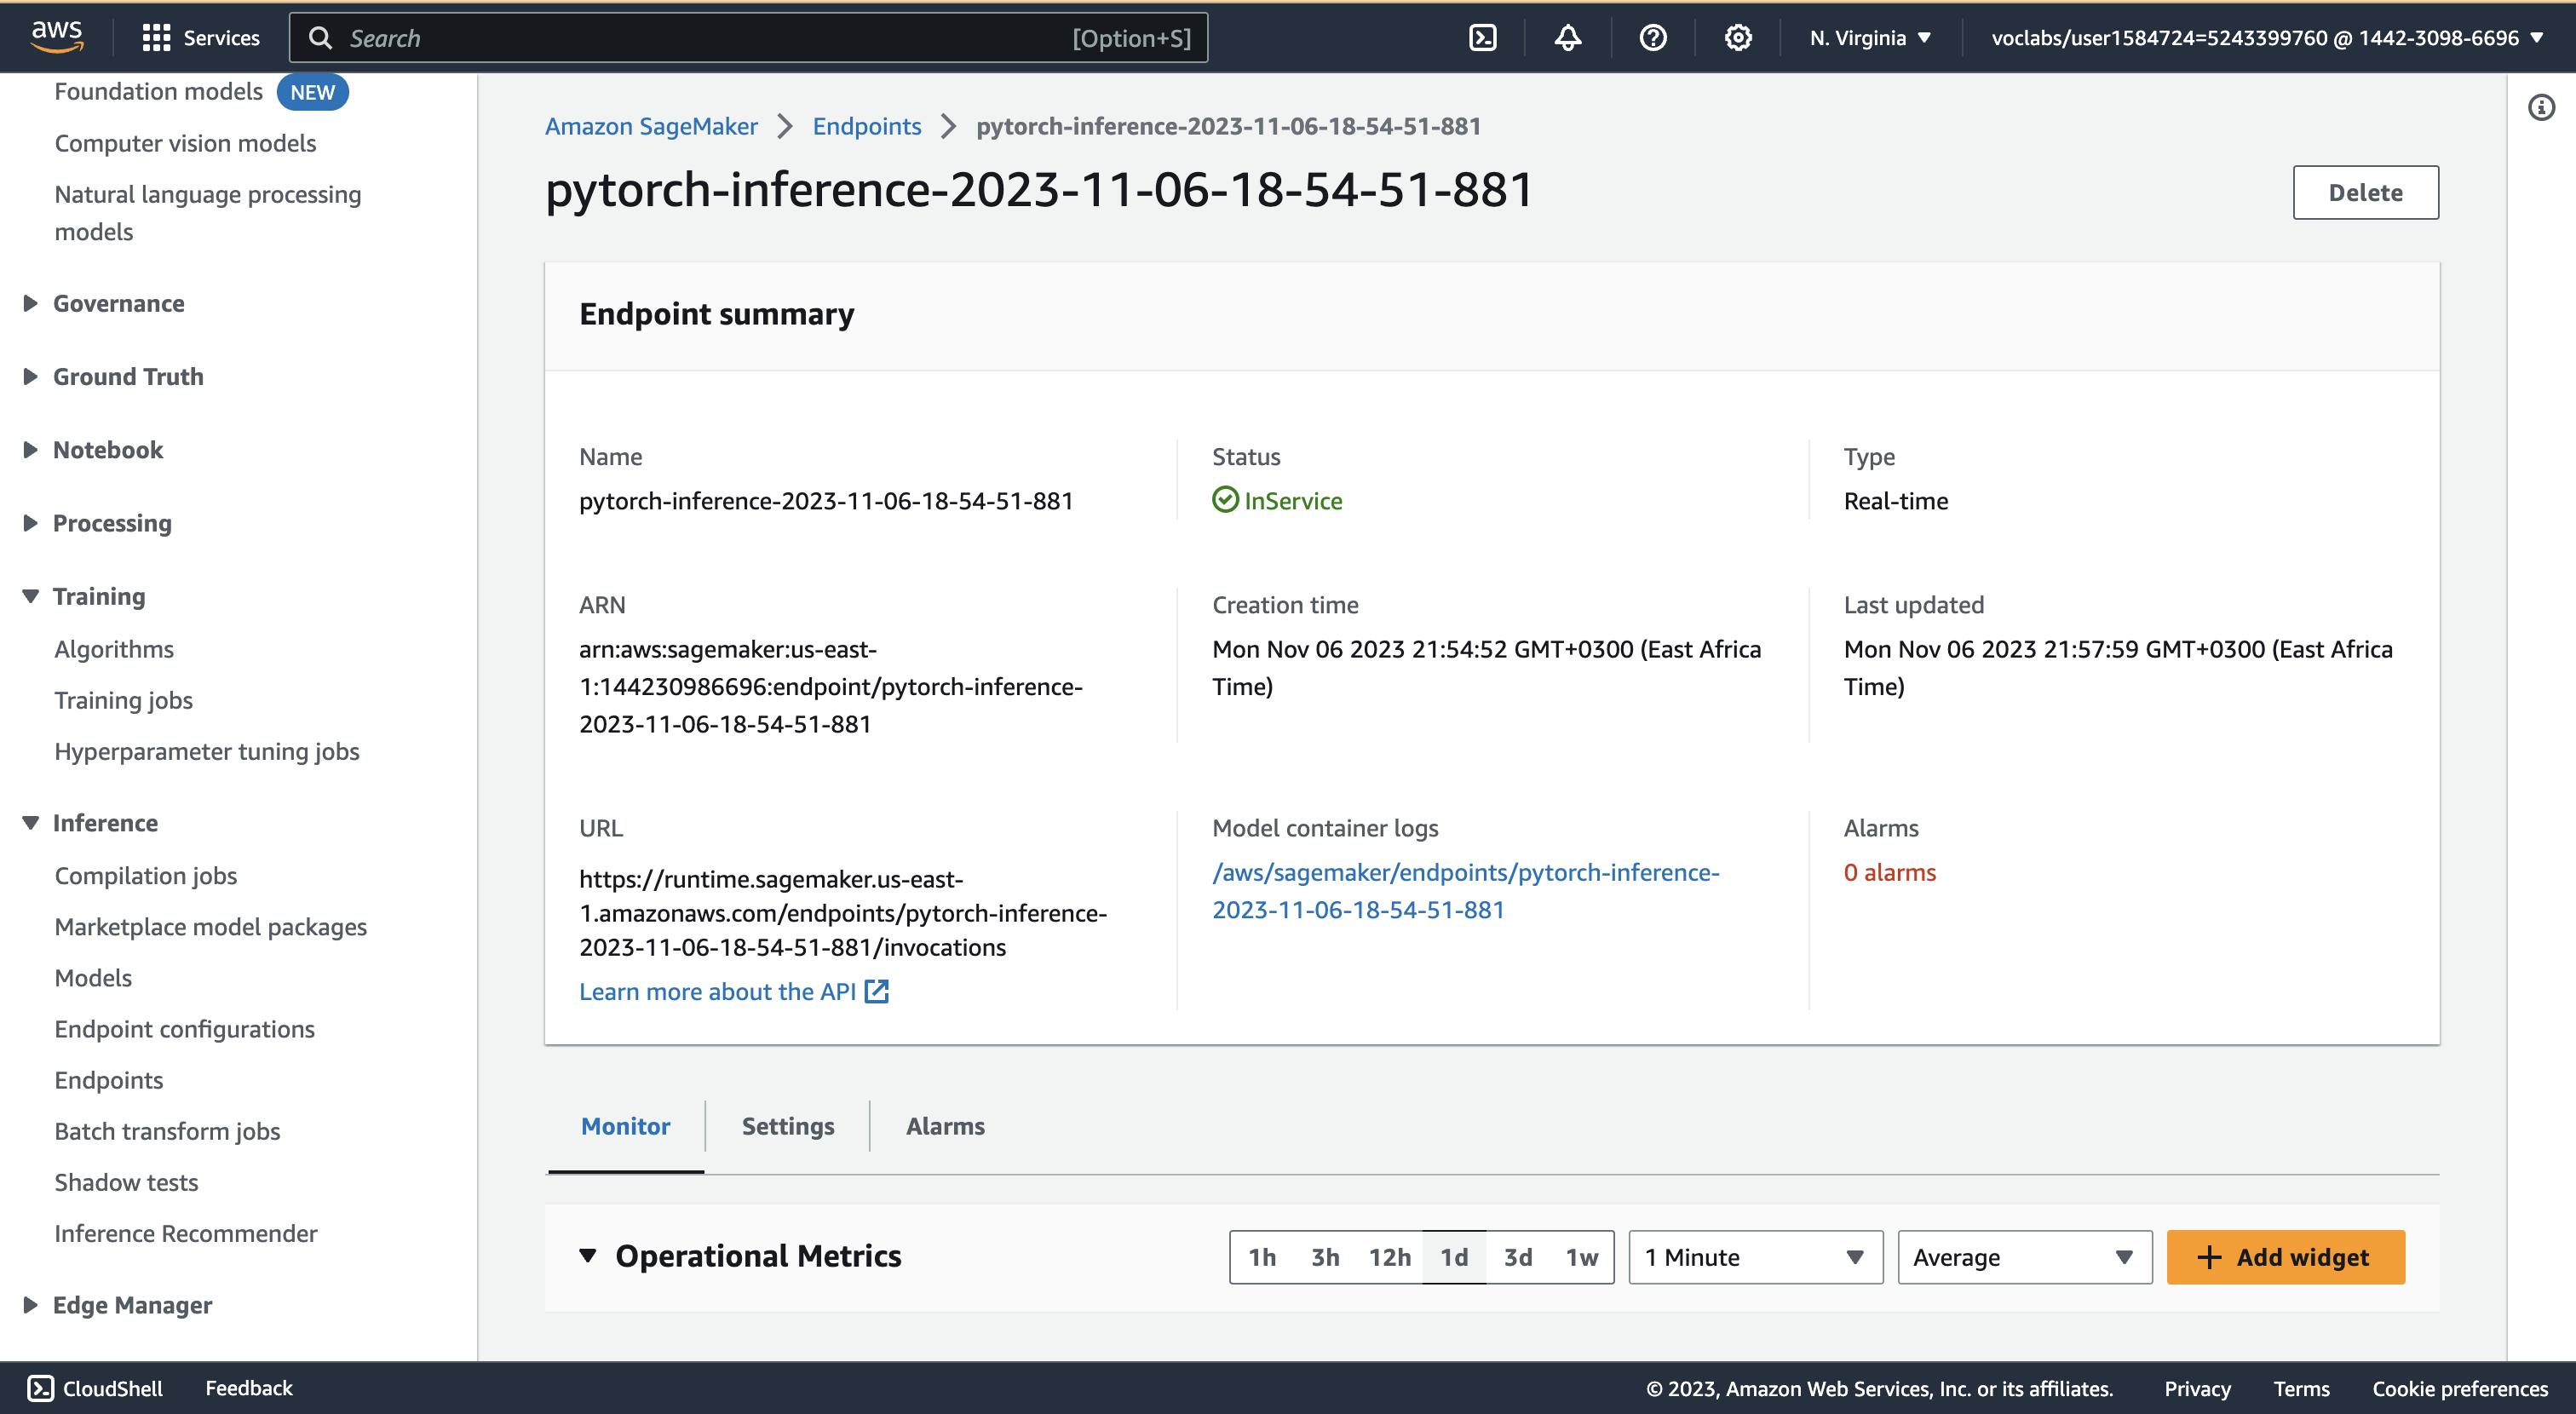 aws
Services
Search
[Option+S]
N. Virginia
voclabs/user1584724=5243399760 @ 1442-3098-6696
Foundation models NEW
Computer vision models
Natural language processing
models
Governance
Ground Truth
Notebook
Processing
Training
Algorithms
Training jobs
Hyperparameter tuning jobs
Inference
Compilation jobs
Marketplace model packages
Models
Endpoint configurations
Endpoints
Batch transform jobs
Shadow tests
Inference Recommender
Edge Manager
Amazon SageMaker
Endpoints
pytorch-inference-2023-11-06-18-54-51-881
pytorch-inference-2023-11-06-18-54-51-881
Delete
Endpoint summary
Name
pytorch-inference-2023-11-06-18-54-51-881
Status
InService
Type
Real-time
ARN
arn:aws:sagemaker:us-east-
1:144230986696:endpoint/pytorch-inference-
2023-11-06-18-54-51-881
Creation time
Mon Nov 06 2023 21:54:52 GMT+0300 (East Africa
Time)
Last updated
Mon Nov 06 2023 21:57:59 GMT+0300 (East Africa
Time)
URL
https://runtime.sagemaker.us-east-
1.amazonaws.com/endpoints/pytorch-inference-
2023-11-06-18-54-51-881/invocations
Learn more about the API
Model container logs
/aws/sagemaker/endpoints/pytorch-inference-
2023-11-06-18-54-51-881
Alarms
0 alarms
Monitor
Settings
Alarms
Operational Metrics
1h 3h 12h 1d 3d 1w
1 Minute
Average
Add widget
CloudShell
Feedback
© 2023, Amazon Web Services, Inc. or its affiliates.
Privacy
Terms
Cookie preferences